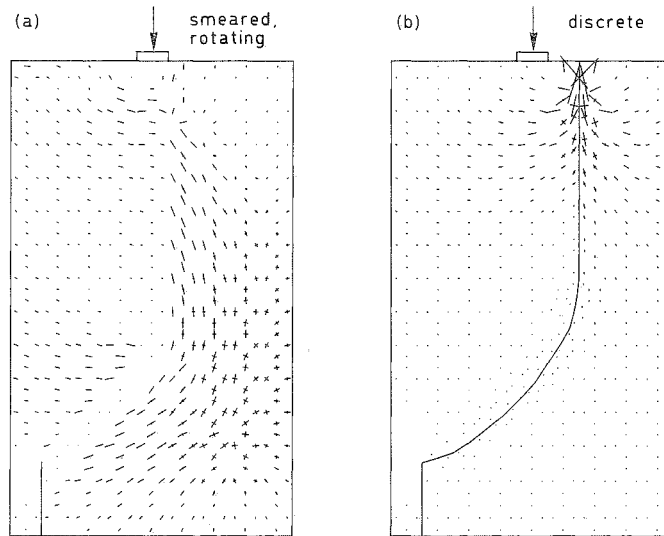 (a)
smeared,
rotating
(b)
discrete